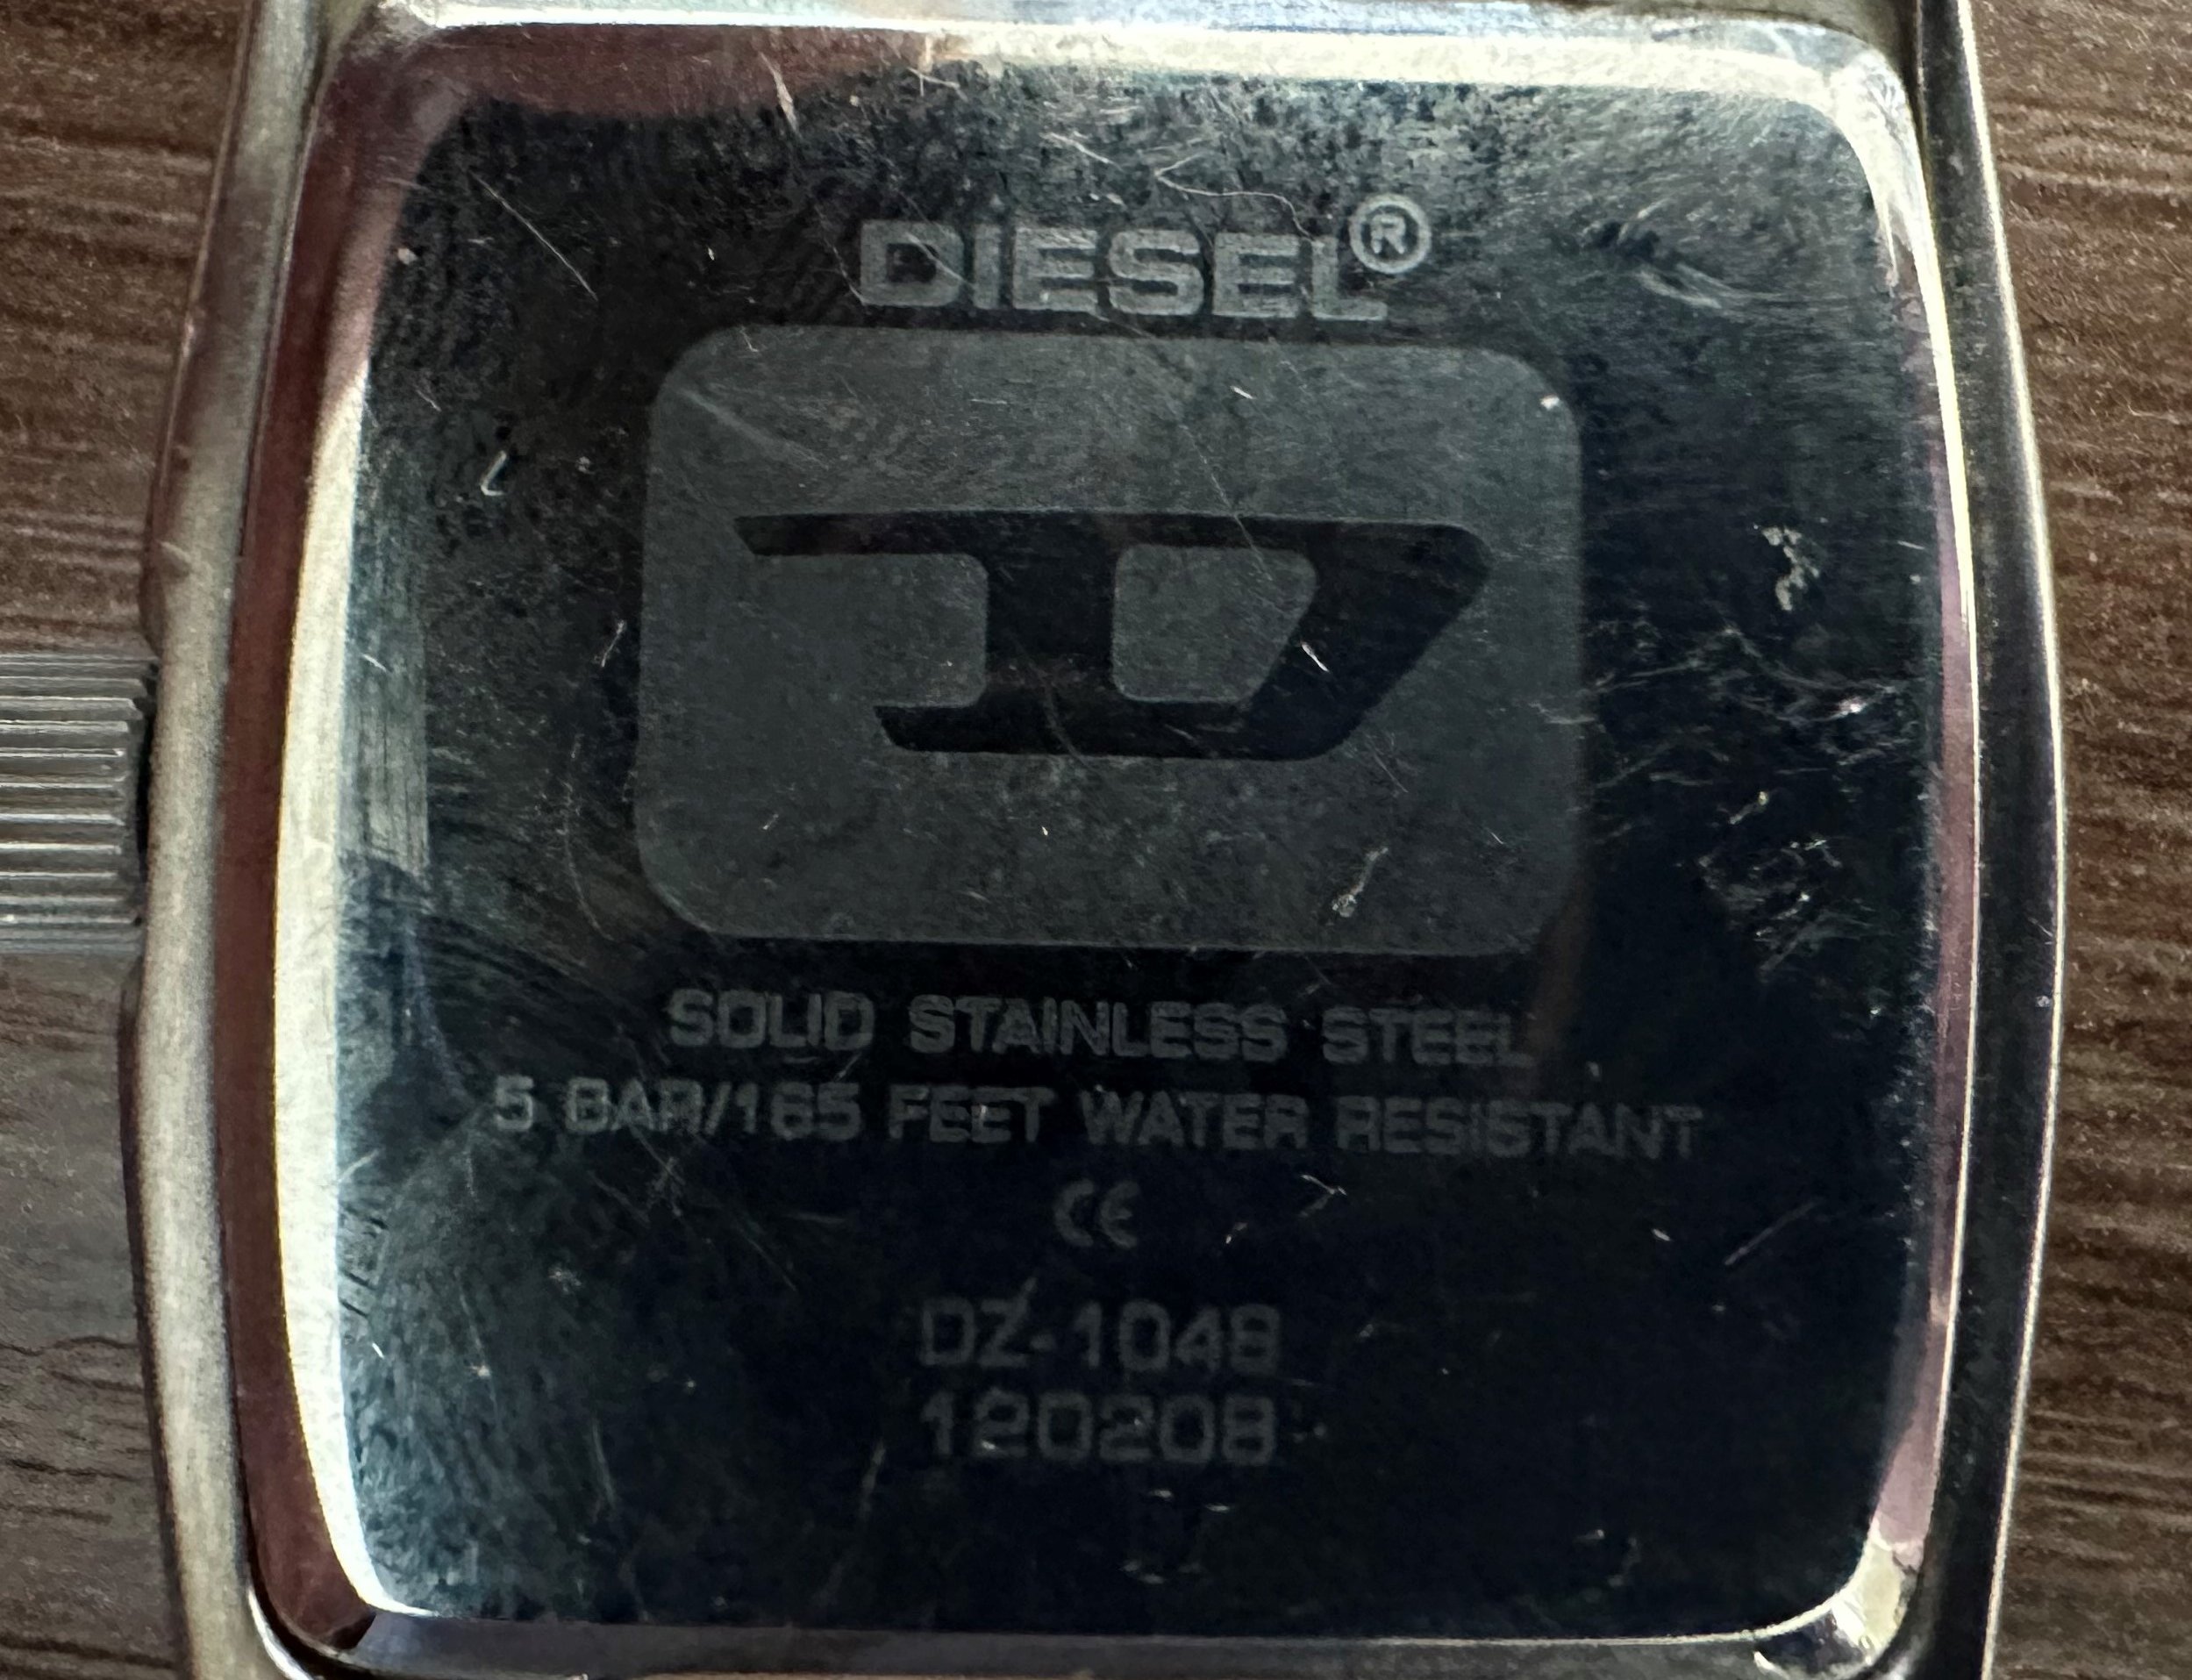 DIESEL®
D
SOLID STAINLESS STEEL
5 BAR/165 FEET WATER RESISTANT
CE
DZ-1048
120208